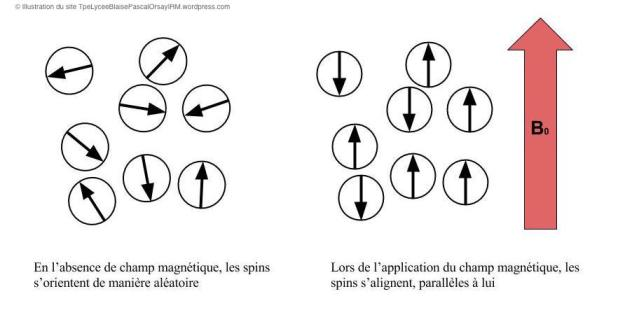 © Illustration du site TpeLyceeBlaisePascalOrsayIRM.wordpress.com
B₀
En l'absence de champ magnétique, les spins
s'orientent de manière aléatoire
Lors de l'application du champ magnétique, les
spins s'alignent, parallèles à lui